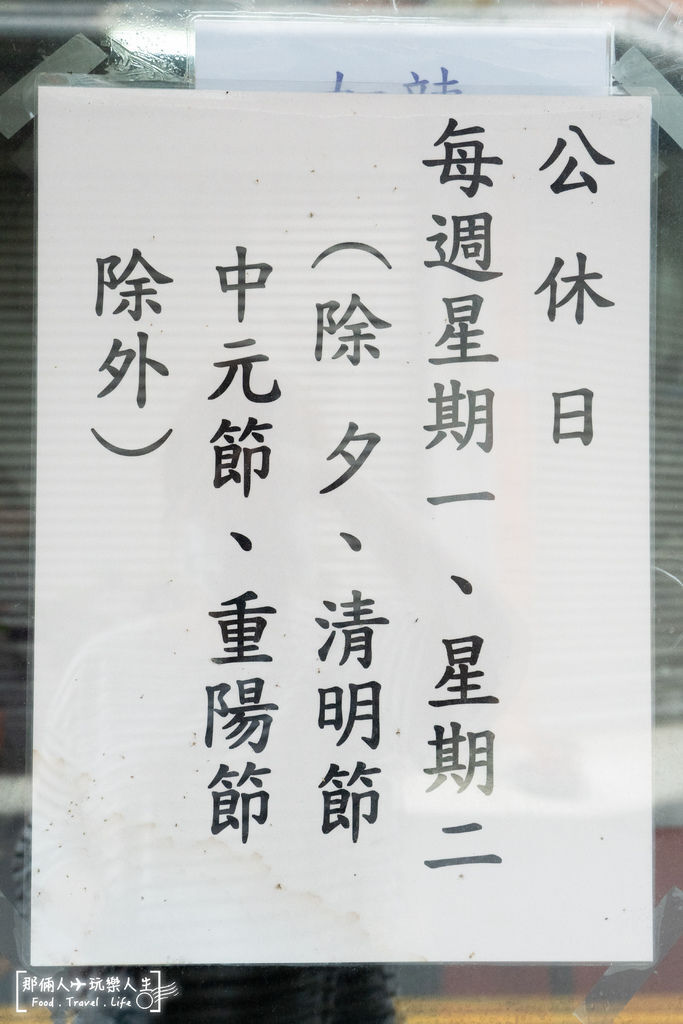 公休日
每週星期一、星期二
（除夕、清明節
中元節、重陽節
除外）
那倆人✈玩樂人生
Food . Travel . Life